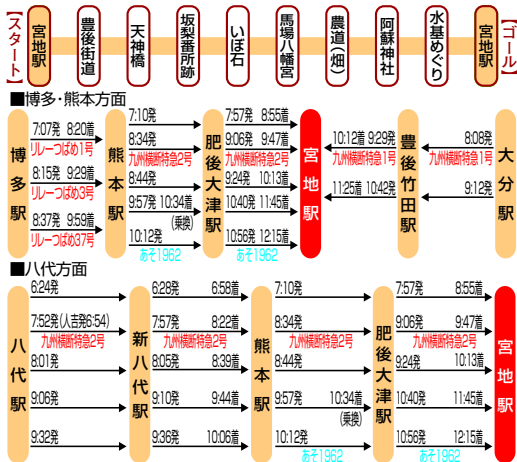 【スタート】
宮地駅
豊後街道
天神橋
坂梨番所跡
いぼ石
馬場八幡宮
農道(畑)
阿蘇神社
水基めぐり
宮地駅
【ゴール】
■博多・熊本方面
博多駅
7:07発 8:20着
リレーつばめ1号
8:15発 9:29着
リレーつばめ3号
8:37発 9:59着
リレーつばめ37号
熊本駅
7:10発
8:34発
九州横断特急2号
8:44発
9:57発 10:34着
(乗換)
10:12発
あそ1962
肥後大津駅
7:57発 8:55着
9:06発 9:47着
九州横断特急2号
9:24発 10:13着
10:40発 11:45着
10:56発 12:15着
あそ1962
宮地駅
10:12着 9:29発
九州横断特急1号
11:25着 10:42発
豊後竹田駅
8:08発
九州横断特急1号
9:12発
大分駅
■八代方面
八代駅
6:24発
7:52発(人吉発6:54)
九州横断特急2号
8:01発
9:06発
9:32発
新八代駅
6:28発 6:58着
7:57発 8:22着
九州横断特急2号
8:05発 8:39着
9:10発 9:44着
9:36発 10:06着
熊本駅
7:10発
8:34発
九州横断特急2号
8:44発
9:57発 10:34着
(乗換)
10:12発
あそ1962
肥後大津駅
7:57発 8:55着
9:06発 9:47着
九州横断特急2号
9:24発 10:13着
10:40発 11:45着
10:56発 12:15着
あそ1962
宮地駅